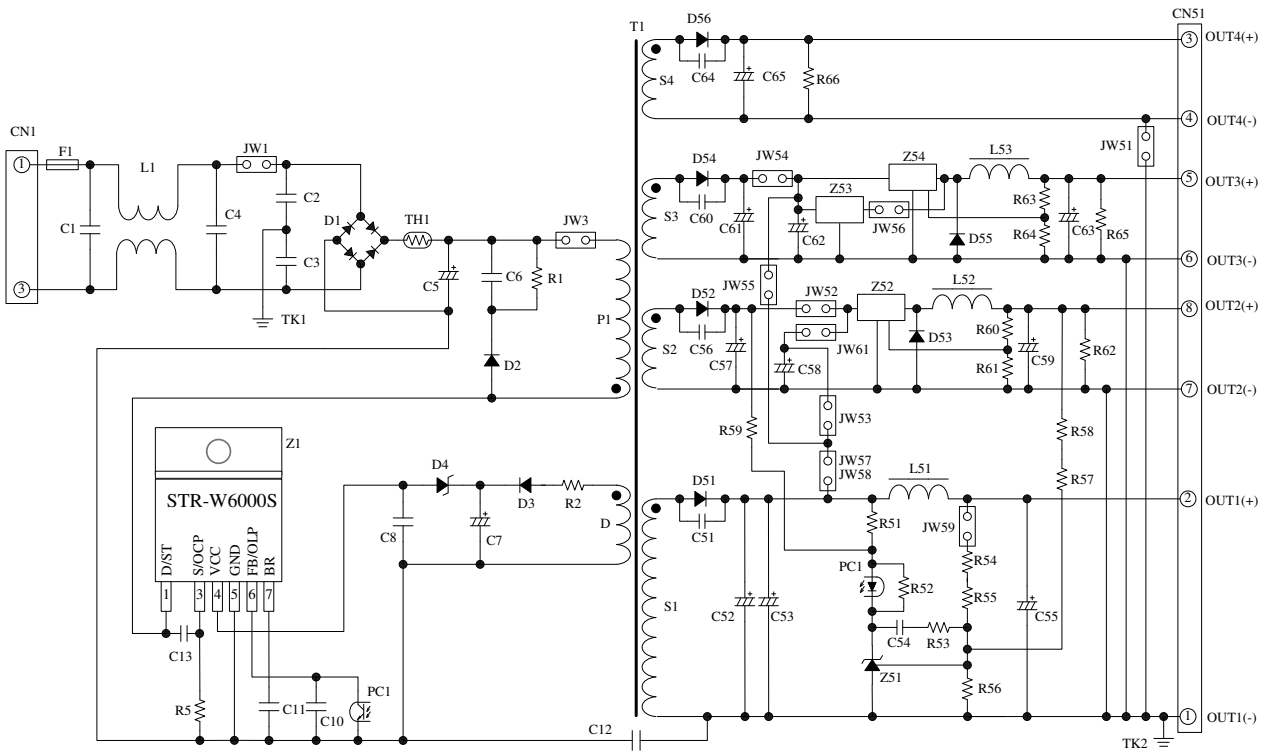 CN51
D56
T1
3
OUT4(+)
S4
C64
C65
R66
4
OUT4(-)
CN1
JW51
F1
JW1
L1
D54
JW54
Z54
L53
1
5
OUT3(+)
C2
Z53
R63
C1
C4
D1
TH1
JW3
S3
C60
C61
C62
JW56
D55
R64
C63
R65
C3
6
OUT3(-)
3
C5
C6
R1
JW55
TK1
P1
D52
JW52
Z52
L52
8
OUT2(+)
R60
S2
C56
C57
JW61
D53
C59
R62
D2
C58
R61
7
OUT2(-)
JW53
R59
R58
Z1
D4
JW57
JW58
L51
R57
STR-W6000S
D3
R2
D51
2
OUT1(+)
D
C51
R51
JW59
C8
C7
R54
D/ST
S/OCP
VCC
GND
FB/OLP
BR
PC1
R52
R55
1
3
4
5
6
7
S1
C52
C53
C55
C54
R53
C13
Z51
R56
PC1
R5
C11
C10
C12
1
OUT1(-)
TK2